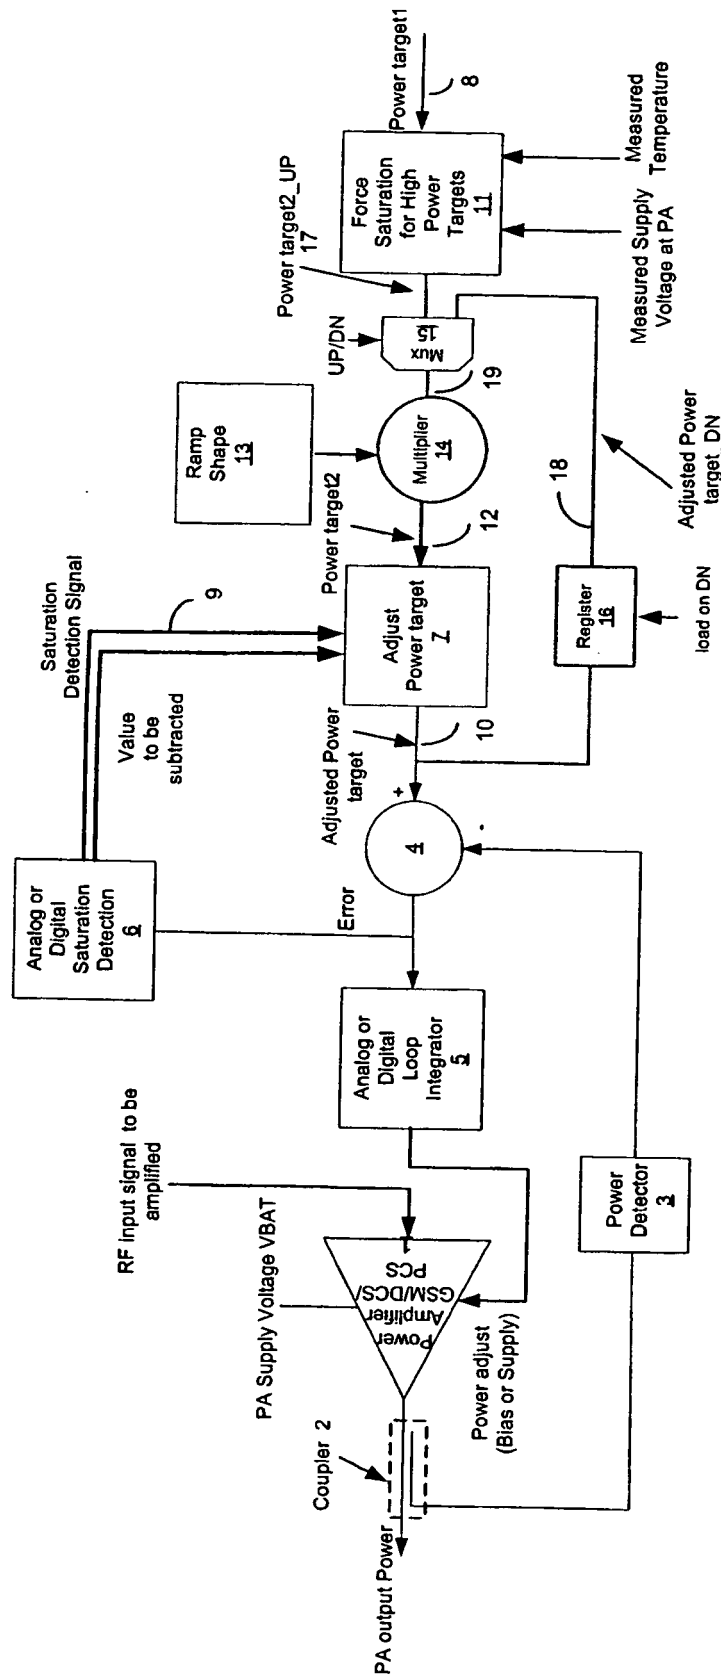 PA output Power
Coupler 2
Power adjust
(Bias or Supply)
PA Supply Voltage VBAT
RF input signal to be
amplified
Power
Amplifier
GSM/DCS/
PCS
1
Power
Detector
3
Analog or
Digital
Loop
Integrator
5
Analog or
Digital
Saturation
Detection
6
Error
4
+
-
Value
to be
subtracted
Saturation
Detection Signal
9
Adjusted Power
target
10
Adjust
Power target
7
Power target2
12
Ramp
Shape
13
Multiplier
14
19
UP/DN
Mux
15
Register
16
load on DN
18
Adjusted Power
target_DN
Power target2_UP
17
Force
Saturation
for High
Power
Targets
11
Power target1
8
Measured Supply
Voltage at PA
Measured
Temperature